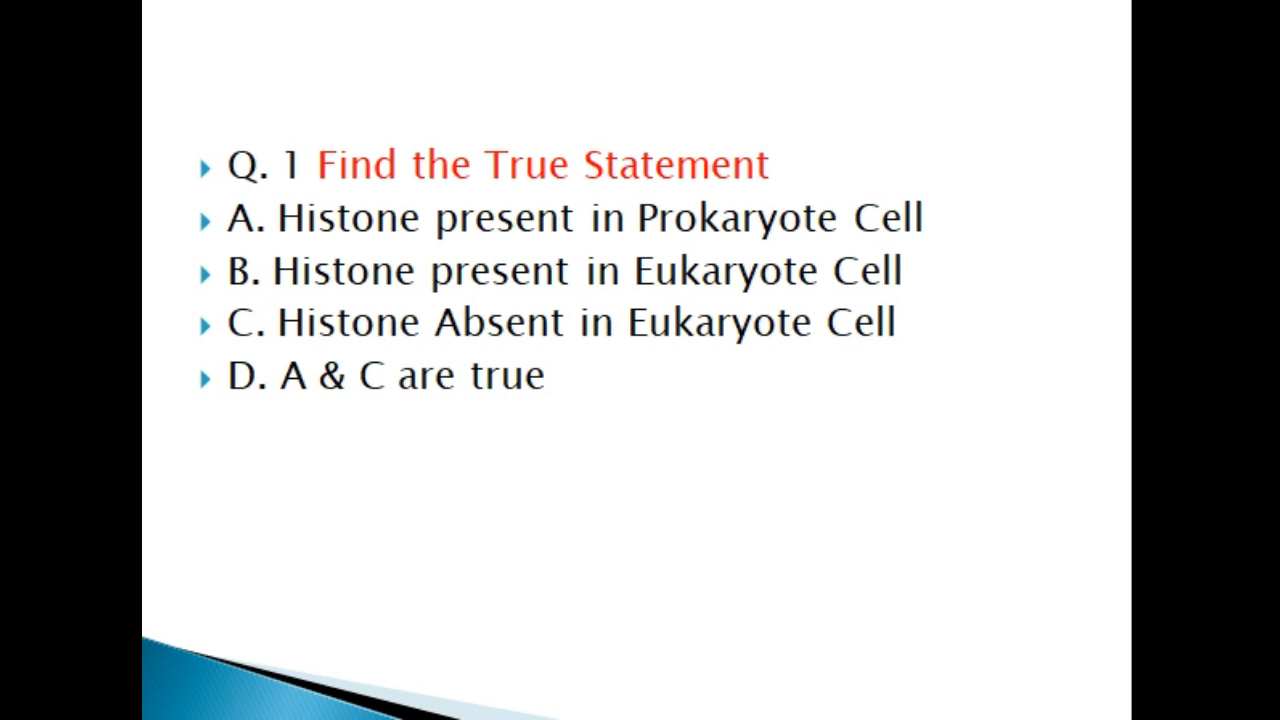 Q. 1 Find the True Statement
A. Histone present in Prokaryote Cell
B. Histone present in Eukaryote Cell
C. Histone Absent in Eukaryote Cell
D. A & C are true